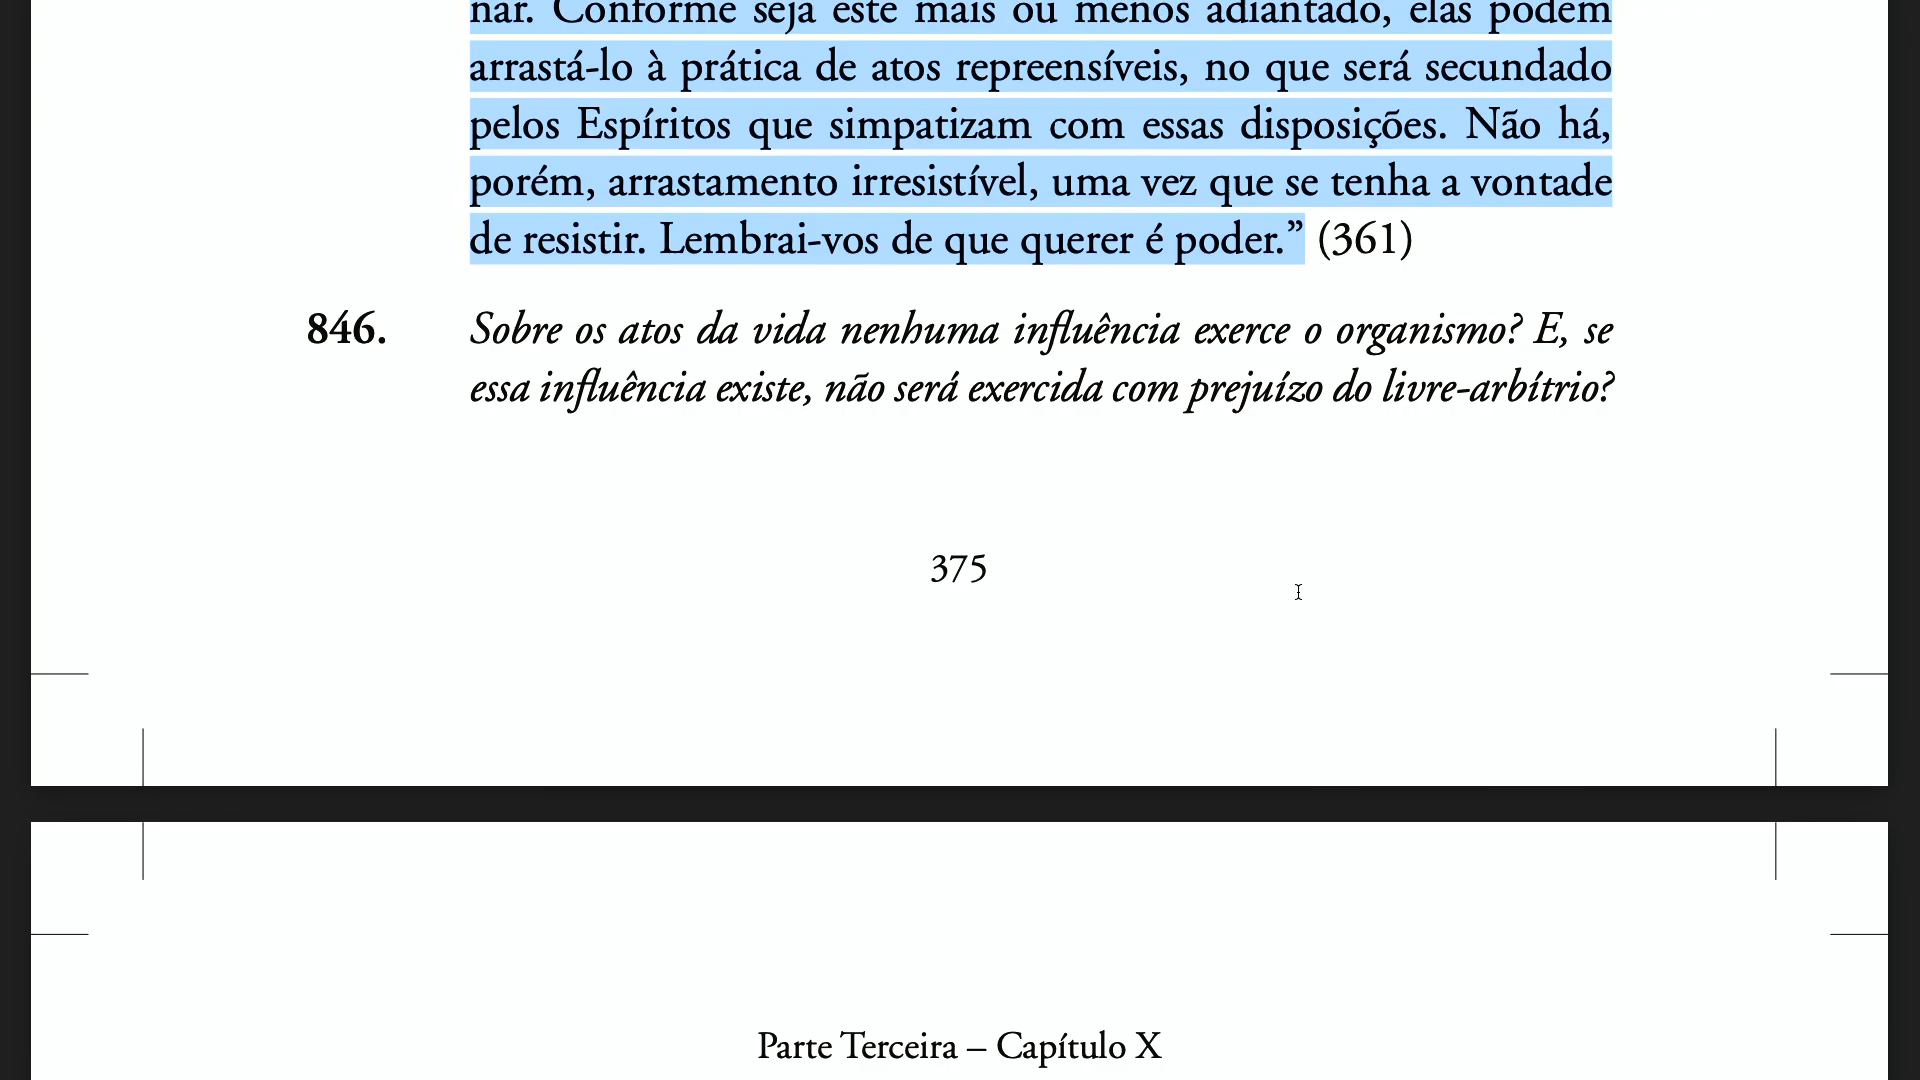 nar. Conforme seja este mais ou menos adiantado, elas podem
arrastá-lo à prática de atos repreensíveis, no que será secundado
pelos Espíritos que simpatizam com essas disposições. Não há,
porém, arrastamento irresistível, uma vez que se tenha a vontade
de resistir. Lembrai-vos de que querer é poder.” (361)
846. Sobre os atos da vida nenhuma influência exerce o organismo? E, se
essa influência existe, não será exercida com prejuízo do livre-arbítrio?
375
Parte Terceira – Capítulo X